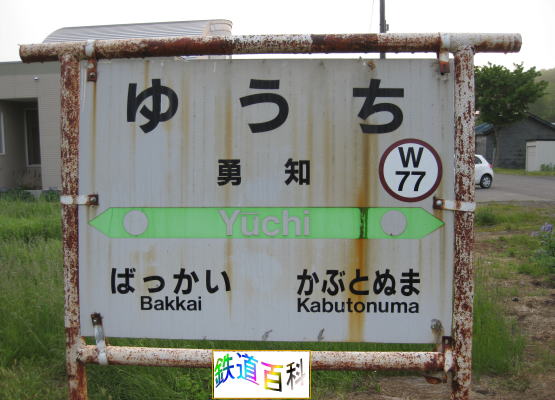 ゆうち
勇知
W
77
Yūchi
ばっかい かぶとぬま
Bakkai Kabutonuma
鉄道百科